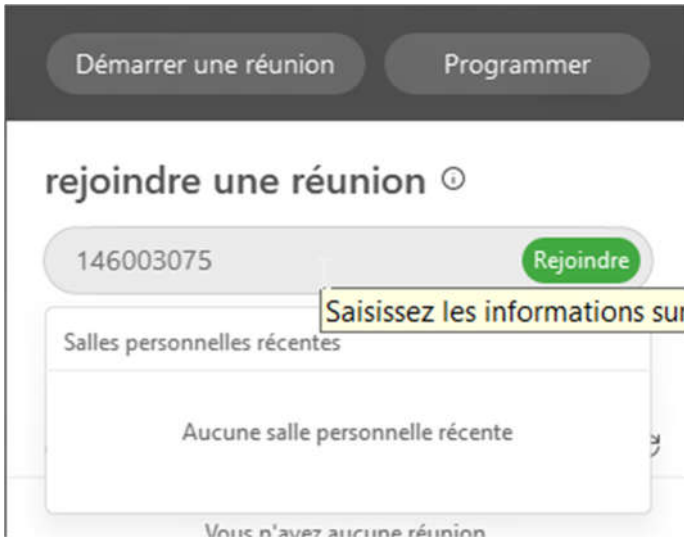 Démarrer une réunion
Programmer
rejoindre une réunion
146003075
Rejoindre
Saisissez les informations sur
Salles personnelles récentes
Aucune salle personnelle récente
Vous n'avez aucune réunion